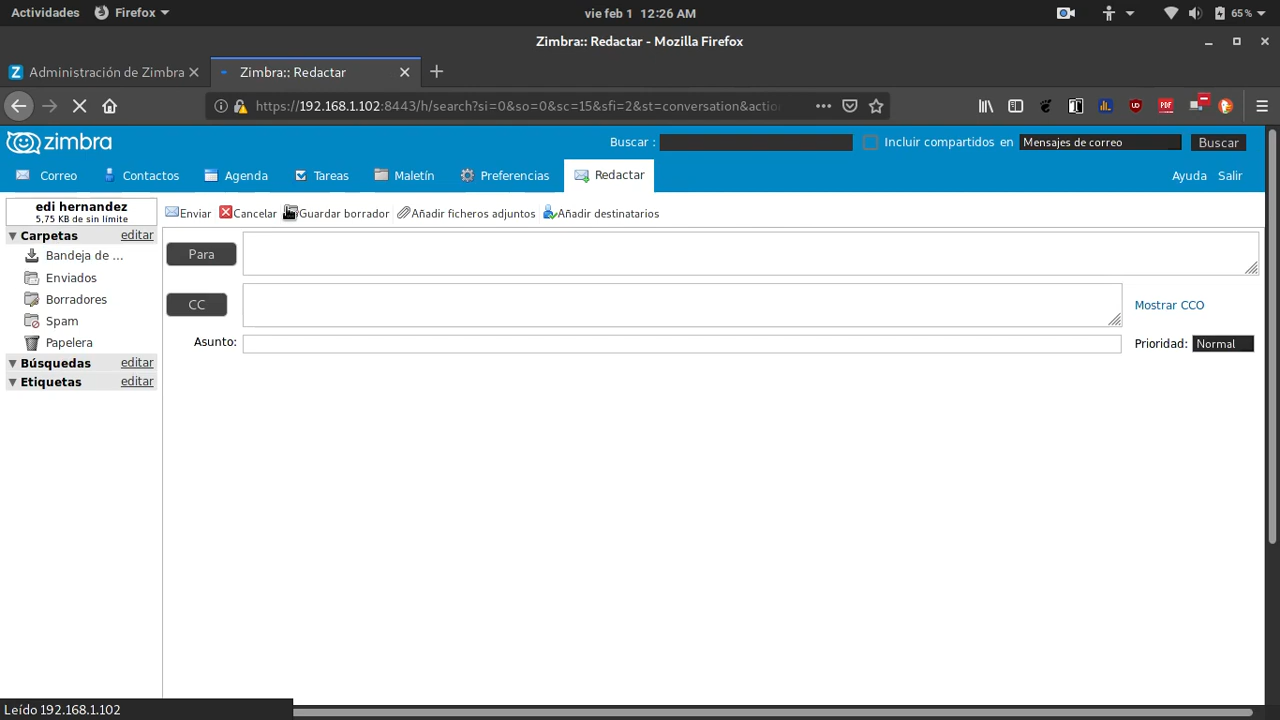 Actividades Firefox vie feb 1 12:26 AM 65%
Zimbra:: Redactar - Mozilla Firefox
Administración de Zimbra Zimbra:: Redactar
https://192.168.1.102:8443/h/search?si=0&so=0&sc=15&sfi=2&st=conversation&actio
zimbra Buscar : Incluir compartidos en Mensajes de correo Buscar
Correo Contactos Agenda Tareas Maletín Preferencias Redactar Ayuda Salir
edi hernandez
5,75 KB de sin límite
Enviar Cancelar Guardar borrador Añadir ficheros adjuntos Añadir destinatarios
Carpetas editar
Bandeja de ...
Enviados
Borradores
Spam
Papelera
Búsquedas editar
Etiquetas editar
Para
CC Mostrar CCO
Asunto: Prioridad: Normal
Leído 192.168.1.102